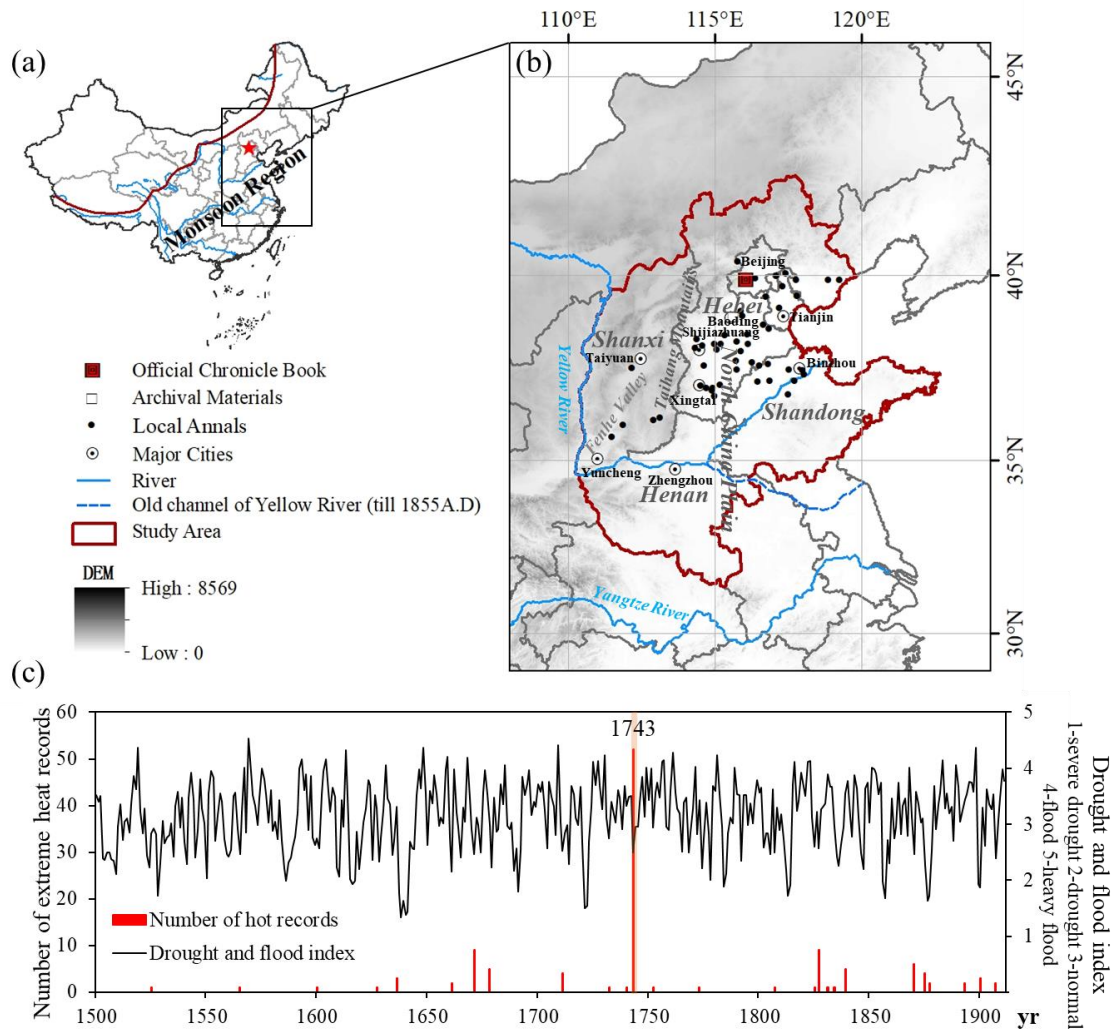 (a)
Monsoon Region
(b)
110°E
115°E
120°E
45°N
40°N
35°N
30°N
Beijing
Hebei
Tianjin
Baoding
Shijiazhuang
Shanxi
Taiyuan
Taihang Mountains
Binzhou
Xingtai
North China Plain
Shandong
Fenhe Valley
Yellow River
Yuncheng
Zhengzhou
Henan
Yangtze River
Official Chronicle Book
Archival Materials
Local Annals
Major Cities
River
Old channel of Yellow River (till 1855A.D)
Study Area
DEM
High : 8569
Low : 0
(c)
Number of extreme heat records
60
50
40
30
20
10
0
1743
Number of hot records
Drought and flood index
5
4
3
2
1
Drought and flood index
1-severe drought 2-drought 3-normal
4-flood 5-heavy flood
1500
1550
1600
1650
1700
1750
1800
1850
1900
yr